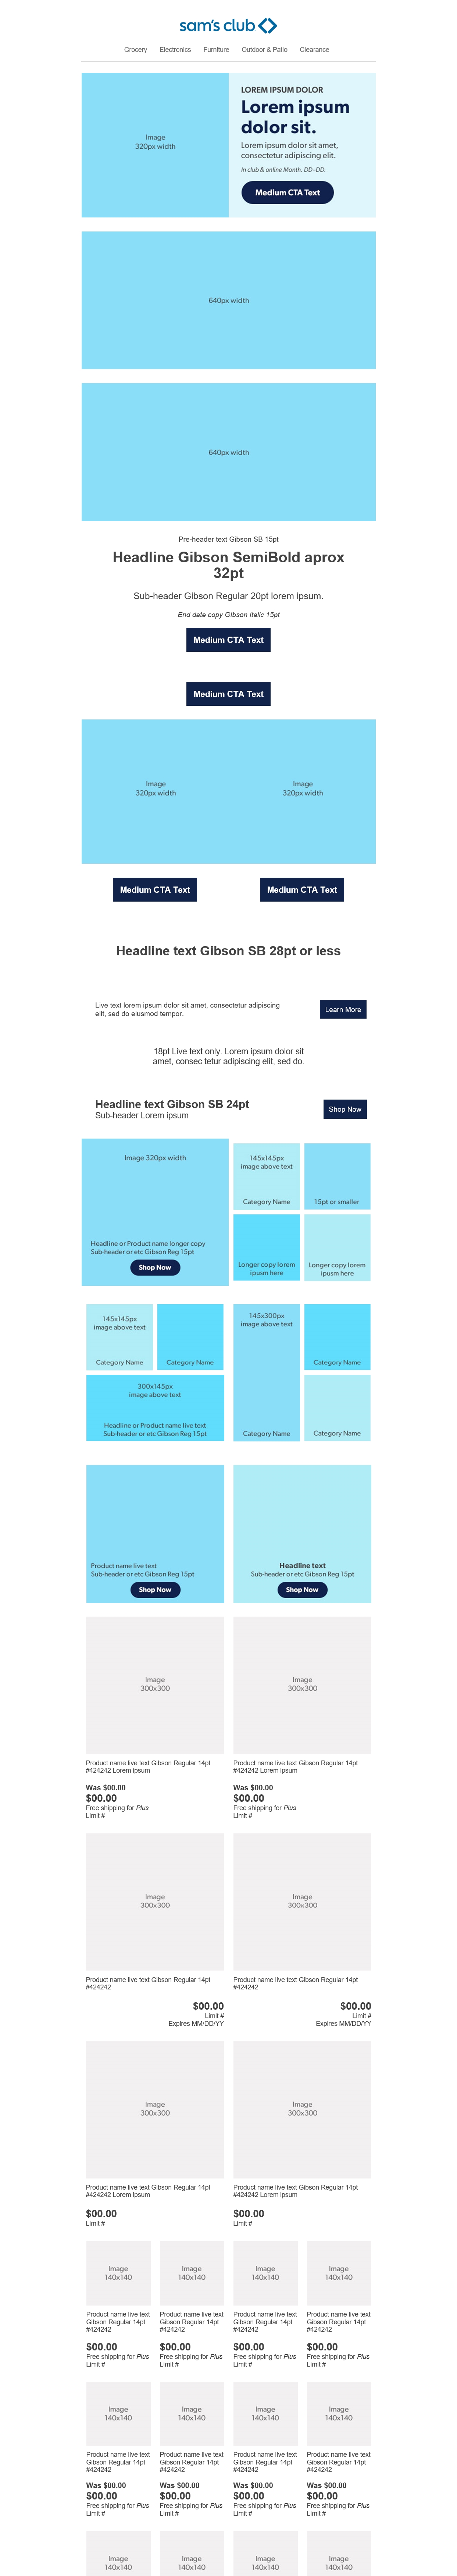 sam's club
Grocery Electronics Furniture Outdoor & Patio Clearance
Image
320px width
LOREM IPSUM DOLOR
Lorem ipsum
dolor sit.
Lorem ipsum dolor sit amet,
consectetur adipiscing elit.
In club & online Month. DD–DD.
Medium CTA Text
640px width
640px width
Pre-header text Gibson SB 15pt
Headline Gibson SemiBold aprox
32pt
Sub-header Gibson Regular 20pt lorem ipsum.
End date copy GIbson Italic 15pt
Medium CTA Text
Medium CTA Text
Image
320px width
Image
320px width
Medium CTA Text
Medium CTA Text
Headline text Gibson SB 28pt or less
Live text lorem ipsum dolor sit amet, consectetur adipiscing
elit, sed do eiusmod tempor.
Learn More
18pt Live text only. Lorem ipsum dolor sit
amet, consec tetur adipiscing elit, sed do.
Headline text Gibson SB 24pt
Sub-header Lorem ipsum
Shop Now
Image 320px width
Headline or Product name longer copy
Sub-header or etc Gibson Reg 15pt
Shop Now
145x145px
image above text
Category Name
15pt or smaller
Longer copy lorem
ipusm here
Longer copy lorem
ipsum here
145x145px
image above text
Category Name
Category Name
300x145px
image above text
Headline or Product name live text
Sub-header or etc Gibson Reg 15pt
145x300px
image above text
Category Name
Category Name
Category Name
Product name live text
Sub-header or etc Gibson Reg 15pt
Shop Now
Headline text
Sub-header or etc Gibson Reg 15pt
Shop Now
Image
300x300
Image
300x300
Product name live text Gibson Regular 14pt
#424242 Lorem ipsum
Was $00.00
$00.00
Free shipping for Plus
Limit #
Product name live text Gibson Regular 14pt
#424242 Lorem ipsum
Was $00.00
$00.00
Free shipping for Plus
Limit #
Image
300x300
Image
300x300
Product name live text Gibson Regular 14pt
#424242
$00.00
Limit #
Expires MM/DD/YY
Product name live text Gibson Regular 14pt
#424242
$00.00
Limit #
Expires MM/DD/YY
Image
300x300
Image
300x300
Product name live text Gibson Regular 14pt
#424242 Lorem ipsum
$00.00
Limit #
Product name live text Gibson Regular 14pt
#424242 Lorem ipsum
$00.00
Limit #
Image
140x140
Image
140x140
Image
140x140
Image
140x140
Product name live text
Gibson Regular 14pt
#424242
$00.00
Free shipping for Plus
Limit #
Product name live text
Gibson Regular 14pt
#424242
$00.00
Free shipping for Plus
Limit #
Product name live text
Gibson Regular 14pt
#424242
$00.00
Free shipping for Plus
Limit #
Product name live text
Gibson Regular 14pt
#424242
$00.00
Free shipping for Plus
Limit #
Image
140x140
Image
140x140
Image
140x140
Image
140x140
Product name live text
Gibson Regular 14pt
#424242
Was $00.00
$00.00
Free shipping for Plus
Limit #
Product name live text
Gibson Regular 14pt
#424242
Was $00.00
$00.00
Free shipping for Plus
Limit #
Product name live text
Gibson Regular 14pt
#424242
Was $00.00
$00.00
Free shipping for Plus
Limit #
Product name live text
Gibson Regular 14pt
#424242
Was $00.00
$00.00
Free shipping for Plus
Limit #
Image
140x140
Image
140x140
Image
140x140
Image
140x140